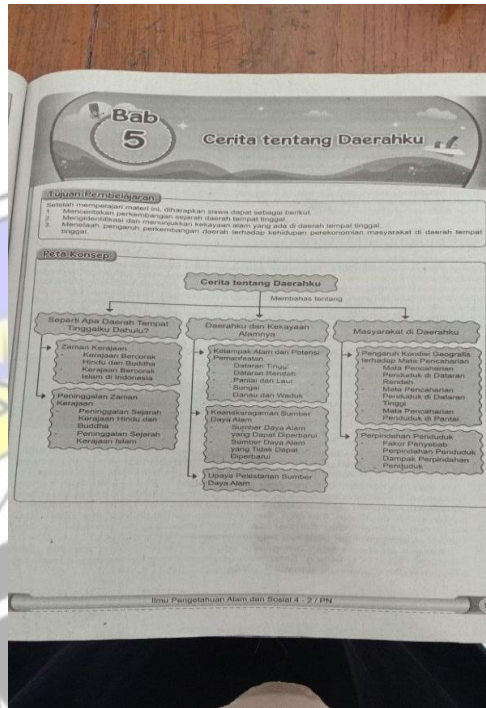 Bab
5
Cerita tentang Daerahku
Tujuan Pembelajaran
Setelah mempelajari materi ini, diharapkan siswa dapat sebagai berikut.
1. Menceritakan perkembangan sejarah daerah tempat tinggal.
2. Mengidentifikasi dan menunjukkan kekayaan alam yang ada di daerah tempat tinggal.
3. Menelaah pengaruh perkembangan daerah terhadap kehidupan perekonomian masyarakat di daerah tempat
tinggal.
Peta Konsep
Cerita tentang Daerahku
Membahas tentang
Seperti Apa Daerah Tempat
Tinggalku Dahulu?
Zaman Kerajaan
Kerajaan Bercorak
Hindu dan Buddha
Kerajaan Bercorak
Islam di Indonesia
Peninggalan Zaman
Kerajaan
Peninggalan Sejarah
Kerajaan Hindu dan
Buddha
Peninggalan Sejarah
Kerajaan Islam
Daerahku dan Kekayaan
Alamnya
Kelampak Alam dan Potensi
Pemanfaatan
Dataran Tinggi
Dataran Rendah
Pantai dan Laut
Sungai
Danau dan Waduk
Keanekaragaman Sumber
Daya Alam
Sumber Daya Alam
yang Dapat Diperbarui
Sumber Daya Alam
yang Tidak Dapat
Diperbarui
Upaya Pelestarian Sumber
Daya Alam
Masyarakat di Daerahku
Pengaruh Kondisi Geografis
terhadap Mata Pencaharian
Mata Pencaharian
Penduduk di Dataran
Rendah
Mata Pencaharian
Penduduk di Dataran
Tinggi
Mata Pencaharian
Penduduk di Pantai
Perpindahan Penduduk
Fakor Penyebab
Perpindahan Penduduk
Dampak Perpindahan
Penduduk
Ilmu Pengetahuan Alam dan Sosial 4 - 2 / PN